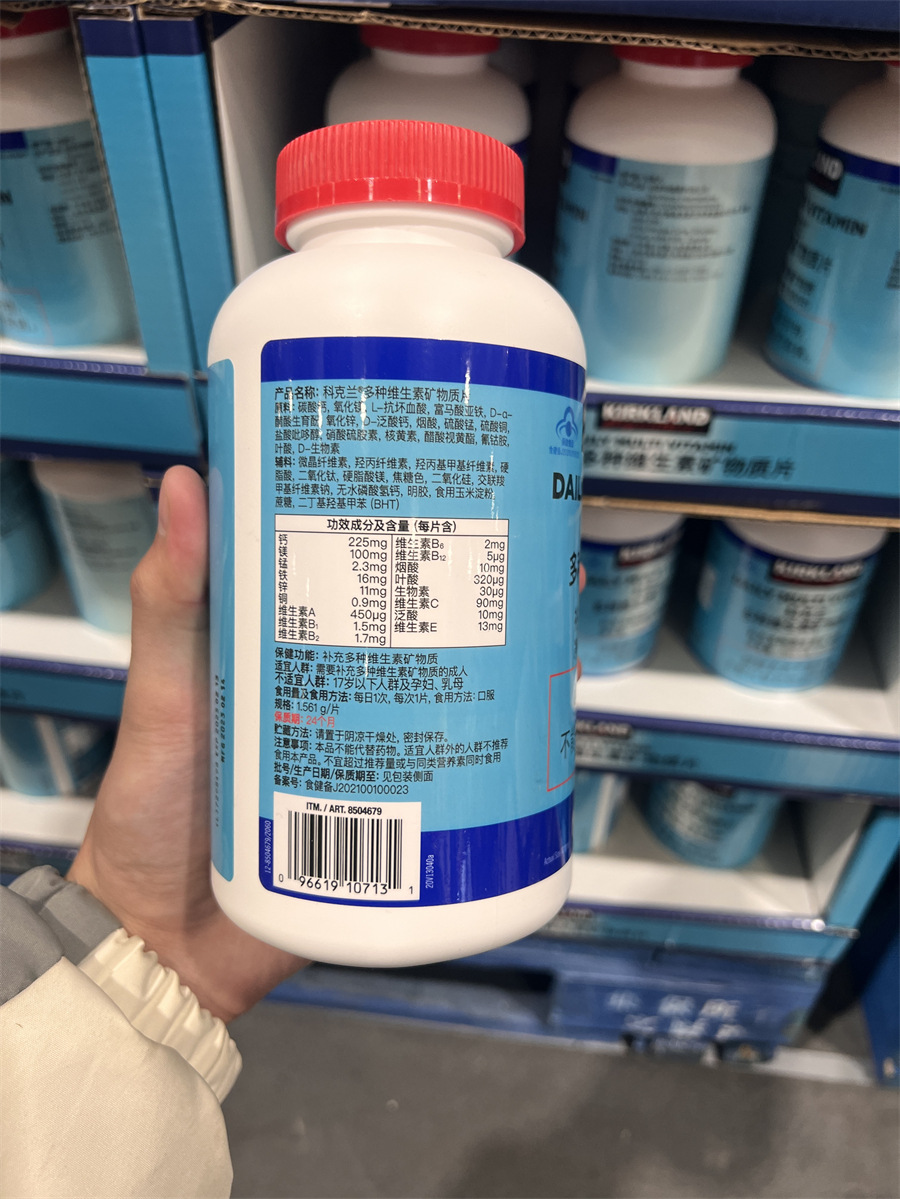 产品名称：科克兰®多种维生素矿物质片
原料：碳酸钙，氧化镁，L-抗坏血酸，富马酸亚铁，D-α-
醋酸生育酚，氧化锌，D-泛酸钙，烟酸，硫酸锰，硫酸铜，
盐酸吡哆醇，硝酸硫胺素，核黄素，醋酸视黄酯，氰钴胺，
叶酸，D-生物素
辅料：微晶纤维素，羟丙纤维素，羟丙基甲基纤维素，硬
脂酸，二氧化钛，硬脂酸镁，焦糖色，二氧化硅，交联羧
甲基纤维素钠，无水磷酸氢钙，明胶，食用玉米淀粉，
蔗糖，二丁基羟基甲苯（BHT）
功效成分及含量（每片含）
钙 225mg 维生素B₆ 2mg
镁 100mg 维生素B₁₂ 5μg
锰 2.3mg 烟酸 10mg
铁 16mg 叶酸 320μg
锌 11mg 生物素 30μg
铜 0.9mg 维生素C 90mg
维生素A 450μg 泛酸 10mg
维生素B₁ 1.5mg 维生素E 13mg
维生素B₂ 1.7mg
保健功能：补充多种维生素矿物质
适宜人群：需要补充多种维生素矿物质的成人
不适宜人群：17岁以下人群及孕妇、乳母
食用量及食用方法：每日1次，每次1片，食用方法：口服
规格：1.561 g/片
保质期：24个月
贮藏方法：请置于阴凉干燥处，密封保存。
注意事项：本品不能代替药物。适宜人群外的人群不推荐
食用本产品。不宜超过推荐量或与同类营养素同时食用
批号/生产日期/保质期至：见包装侧面
备案号：食健备J202100100023
ITM. / ART. 8504679
0 96619 10713 1
20V13040a
DAIL
多
不
KIRKLAND
DAILY MULTI VITAMIN
多种维生素矿物质片
KIRKLAND
KIRKLAND
VITAMIN